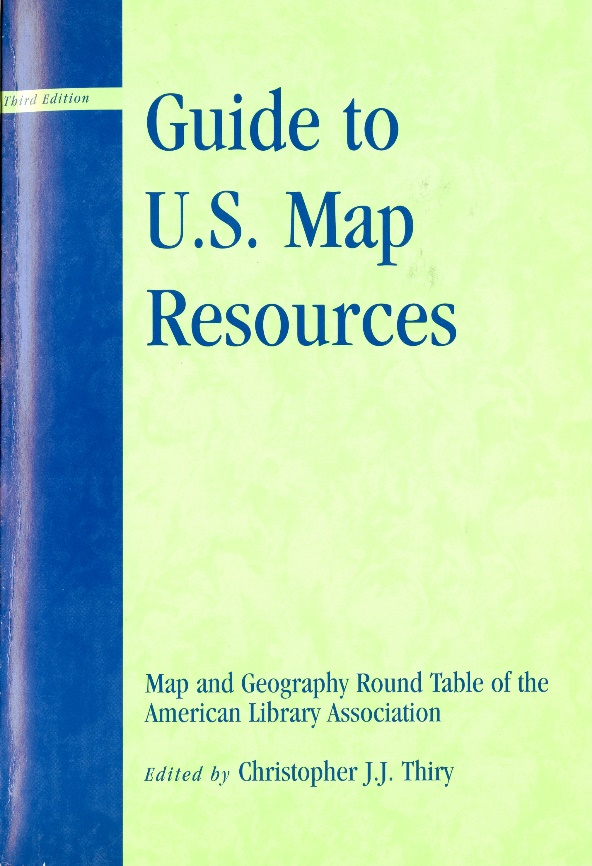 Third Edition
Guide to
U.S. Map
Resources
Map and Geography Round Table of the
American Library Association
Edited by Christopher J.J. Thiry